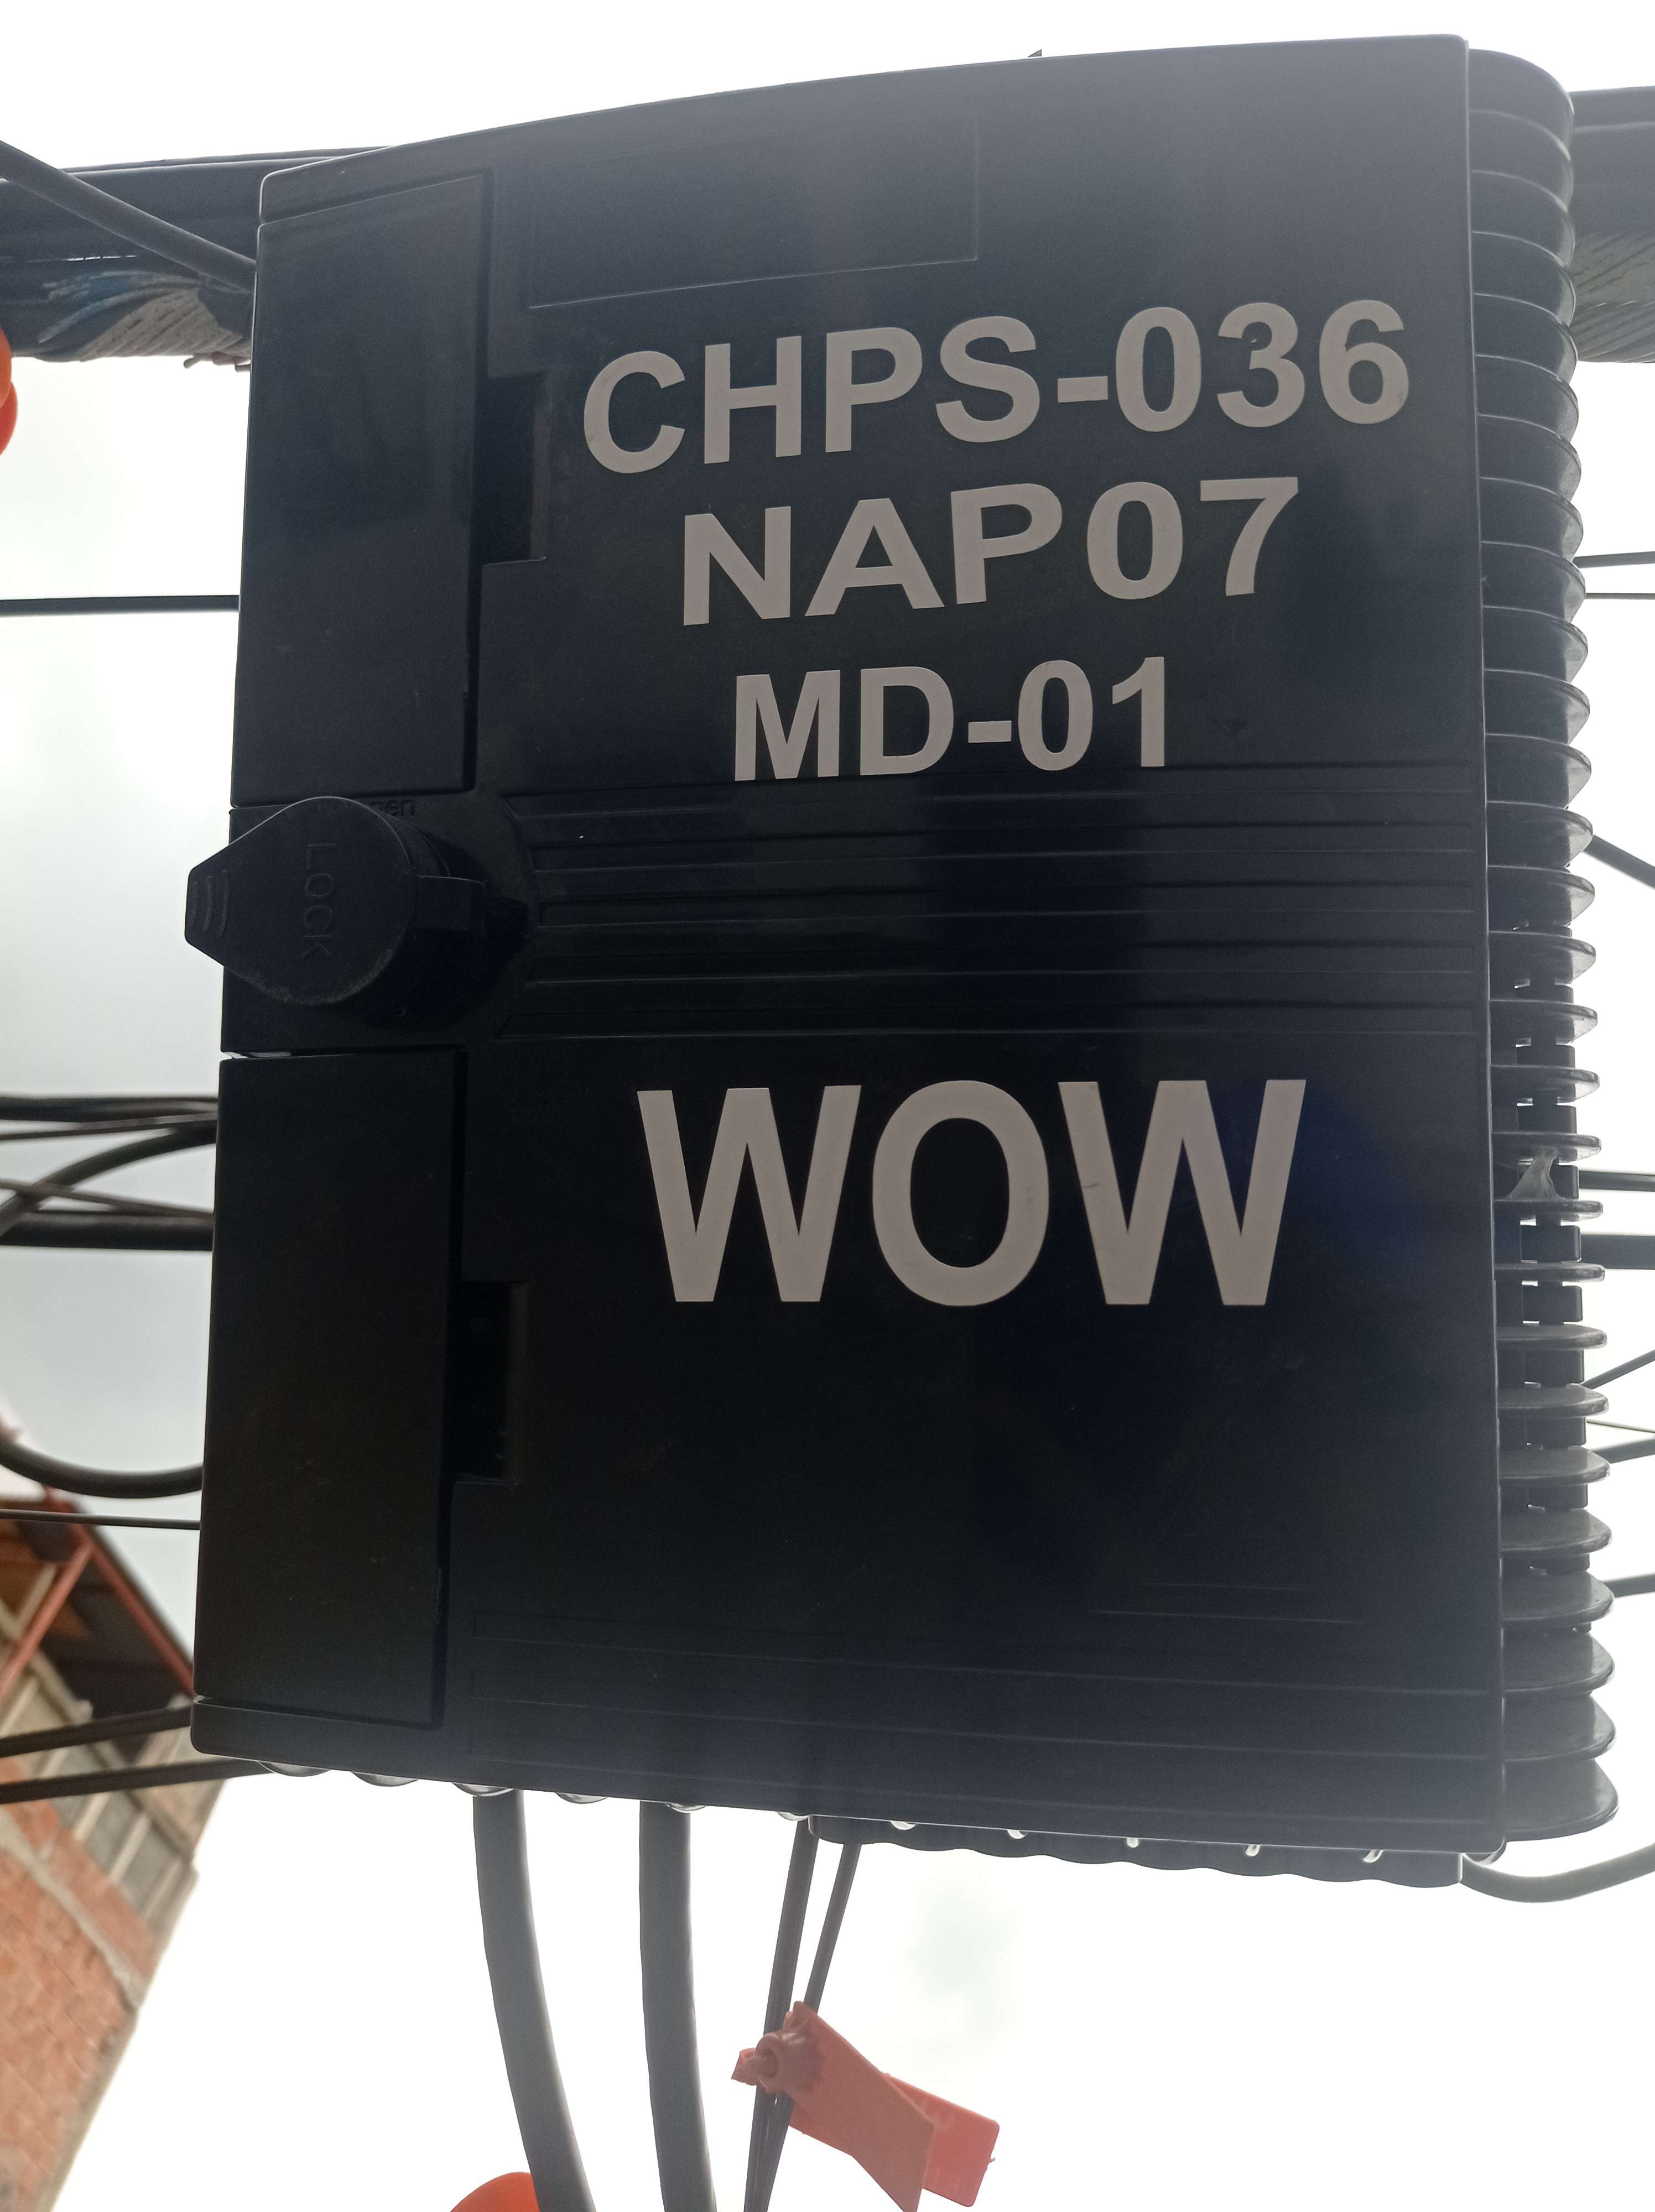 CHPS-036
NAP07
MD-01
LOCK
WOW